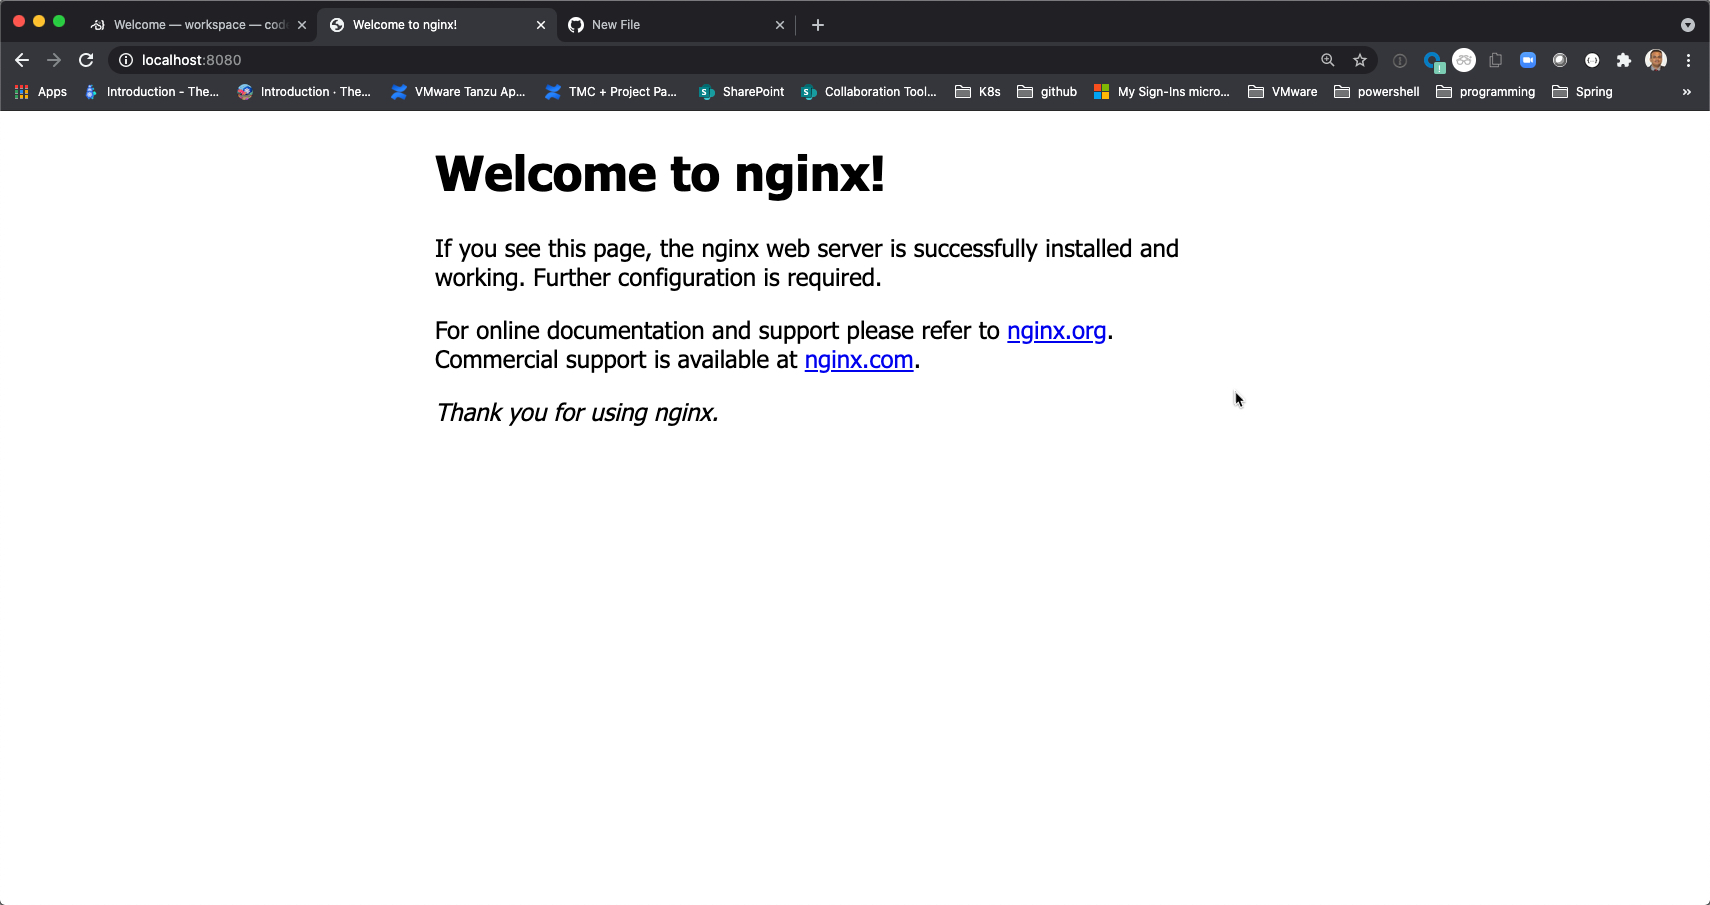 Welcome — workspace — cod
Welcome to nginx!
New File
localhost:8080
Apps
Introduction - The...
Introduction · The...
VMware Tanzu Ap...
TMC + Project Pa...
SharePoint
Collaboration Tool...
K8s
github
My Sign-Ins micro...
VMware
powershell
programming
Spring
»
Welcome to nginx!
If you see this page, the nginx web server is successfully installed and
working. Further configuration is required.
For online documentation and support please refer to nginx.org.
Commercial support is available at nginx.com.
Thank you for using nginx.